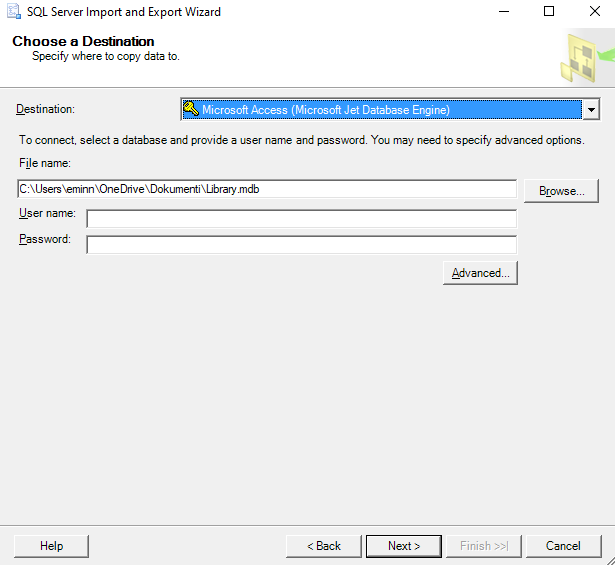 SQL Server Import and Export Wizard
Choose a Destination
Specify where to copy data to.
Destination: Microsoft Access (Microsoft Jet Database Engine)
To connect, select a database and provide a user name and password. You may need to specify advanced options.
File name:
C:\Users\eminn\OneDrive\Dokumenti\Library.mdb Browse...
User name:
Password:
Advanced...
Help < Back Next > Finish >>| Cancel